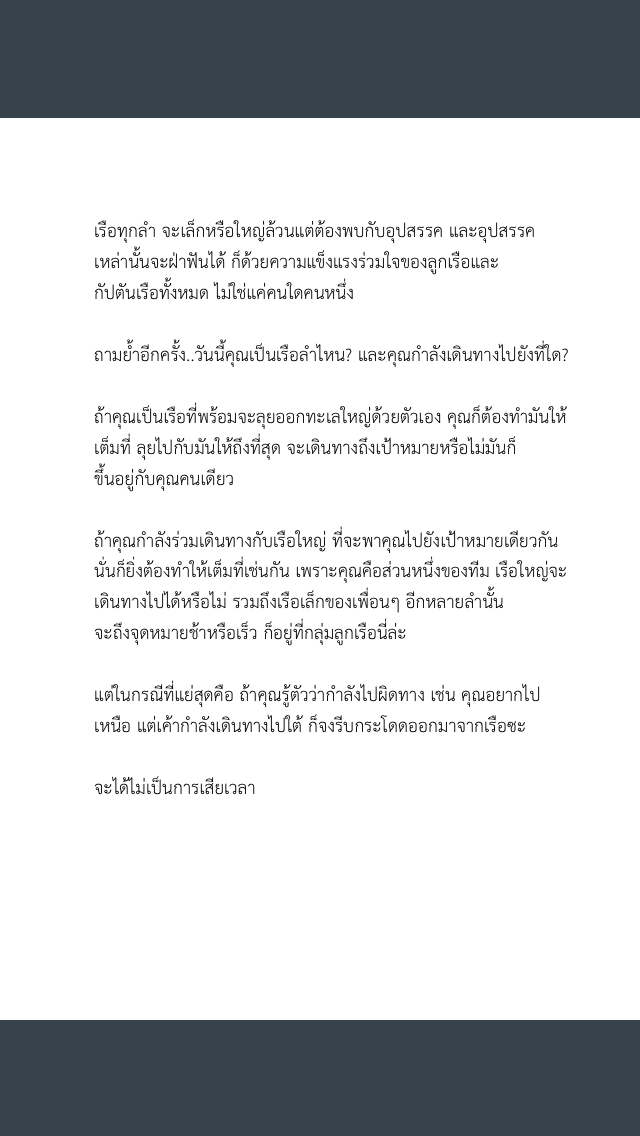 เรือทุกลำ จะเล็กหรือใหญ่ล้วนแต่ต้องพบกับอุปสรรค และอุปสรรค
เหล่านั้นจะฝ่าฟันได้ ก็ด้วยความแข็งแรงร่วมใจของลูกเรือและ
กัปตันเรือทั้งหมด ไม่ใช่แค่คนใดคนหนึ่ง
ถามย้ำอีกครั้ง..วันนี้คุณเป็นเรือลำไหน? และคุณกำลังเดินทางไปยังที่ใด?
ถ้าคุณเป็นเรือที่พร้อมจะลุยออกทะเลใหญ่ด้วยตัวเอง คุณก็ต้องทำมันให้
เต็มที่ ลุยไปกับมันให้ถึงที่สุด จะเดินทางถึงเป้าหมายหรือไม่มันก็
ขึ้นอยู่กับคุณคนเดียว
ถ้าคุณกำลังร่วมเดินทางกับเรือใหญ่ ที่จะพาคุณไปยังเป้าหมายเดียวกัน
นั่นก็ยิ่งต้องทำให้เต็มที่เช่นกัน เพราะคุณคือส่วนหนึ่งของทีม เรือใหญ่จะ
เดินทางไปได้หรือไม่ รวมถึงเรือเล็กของเพื่อนๆ อีกหลายลำนั้น
จะถึงจุดหมายช้าหรือเร็ว ก็อยู่ที่กลุ่มลูกเรือนี่ล่ะ
แต่ในกรณีที่แย่สุดคือ ถ้าคุณรู้ตัวว่ากำลังไปผิดทาง เช่น คุณอยากไป
เหนือ แต่เค้ากำลังเดินทางไปใต้ ก็จงรีบกระโดดออกมาจากเรือซะ
จะได้ไม่เป็นการเสียเวลา